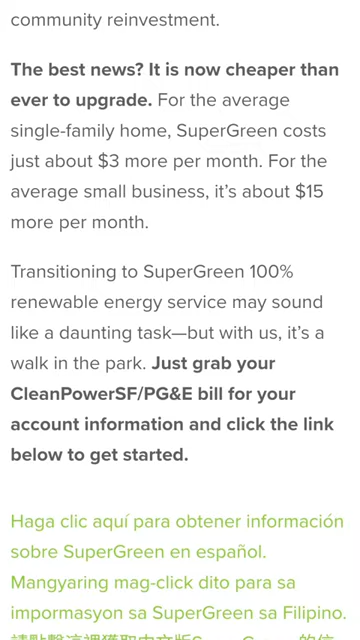 community reinvestment.
The best news? It is now cheaper than
ever to upgrade. For the average
single-family home, SuperGreen costs
just about $3 more per month. For the
average small business, it’s about $15
more per month.
Transitioning to SuperGreen 100%
renewable energy service may sound
like a daunting task—but with us, it’s a
walk in the park. Just grab your
CleanPowerSF/PG&E bill for your
account information and click the link
below to get started.
Haga clic aquí para obtener información
sobre SuperGreen en español.
Mangyaring mag-click dito para sa
impormasyon sa SuperGreen sa Filipino.